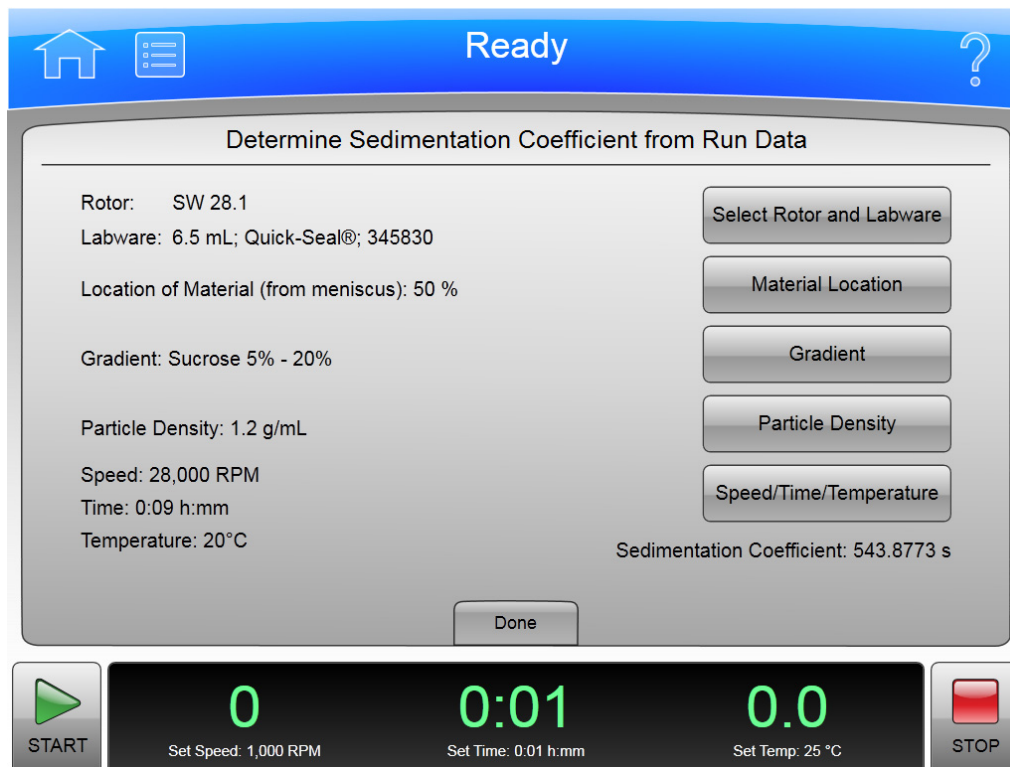 Ready
Determine Sedimentation Coefficient from Run Data
Rotor: SW 28.1
Labware: 6.5 mL; Quick-Seal®; 345830
Location of Material (from meniscus): 50 %
Gradient: Sucrose 5% - 20%
Particle Density: 1.2 g/mL
Speed: 28,000 RPM
Time: 0:09 h:mm
Temperature: 20°C
Select Rotor and Labware
Material Location
Gradient
Particle Density
Speed/Time/Temperature
Sedimentation Coefficient: 543.8773 s
Done
START
0
Set Speed: 1,000 RPM
0:01
Set Time: 0:01 h:mm
0.0
Set Temp: 25 °C
STOP